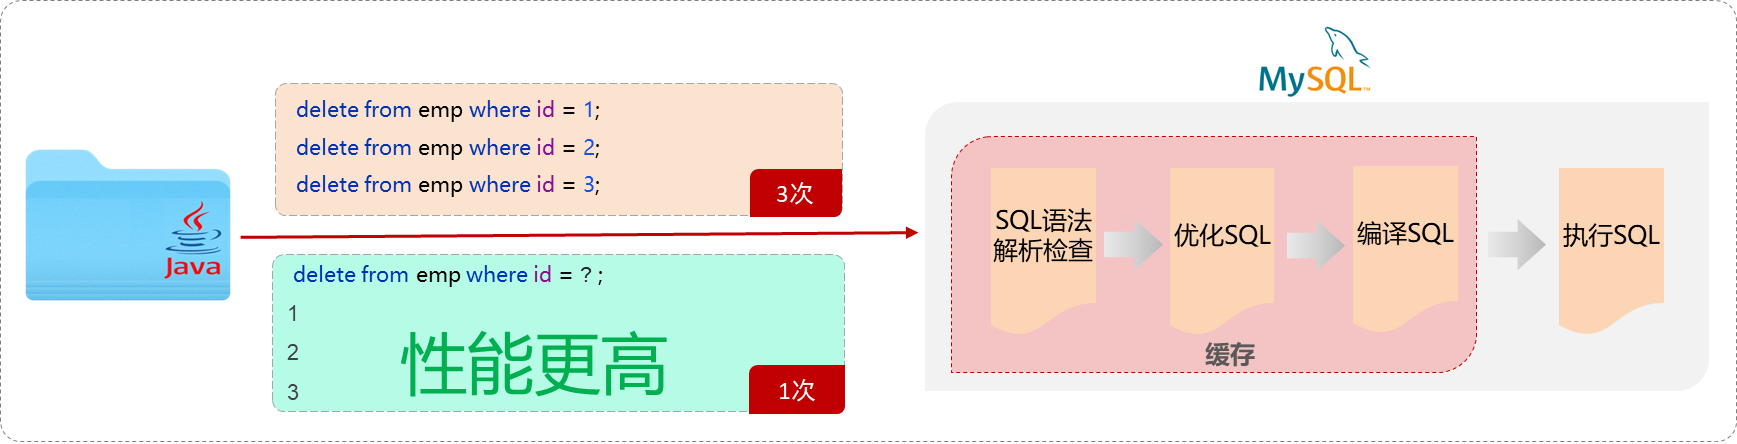 Java
delete from emp where id = 1;
delete from emp where id = 2;
delete from emp where id = 3;
3次
delete from emp where id = ? ;
1
2
3
性能更高
1次
MySQL™
SQL语法
解析检查
优化SQL
编译SQL
执行SQL
缓存